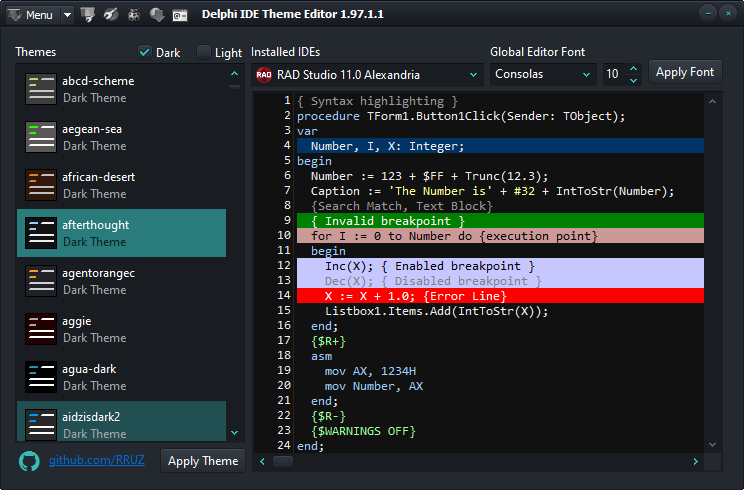 Menu
Delphi IDE Theme Editor 1.97.1.1
Themes
Dark
Light
Installed IDEs
Global Editor Font
RAD
RAD Studio 11.0 Alexandria
Consolas
10
Apply Font
abcd-scheme
Dark Theme
aegean-sea
Dark Theme
african-desert
Dark Theme
afterthought
Dark Theme
agentorangec
Dark Theme
aggie
Dark Theme
agua-dark
Dark Theme
aidzisdark2
Dark Theme
github.com/RRUZ
Apply Theme
1 { Syntax highlighting }
2 procedure TForm1.Button1Click(Sender: TObject);
3 var
4 Number, I, X: Integer;
5 begin
6 Number := 123 + $FF + Trunc(12.3);
7 Caption := 'The Number is' + #32 + IntToStr(Number);
8 {Search Match, Text Block}
9 { Invalid breakpoint }
10 for I := 0 to Number do {execution point}
11 begin
12 Inc(X); { Enabled breakpoint }
13 Dec(X); { Disabled breakpoint }
14 X := X + 1.0; {Error Line}
15 Listbox1.Items.Add(IntToStr(X));
16 end;
17 {$R+}
18 asm
19 mov AX, 1234H
20 mov Number, AX
21 end;
22 {$R-}
23 {$WARNINGS OFF}
24 end;